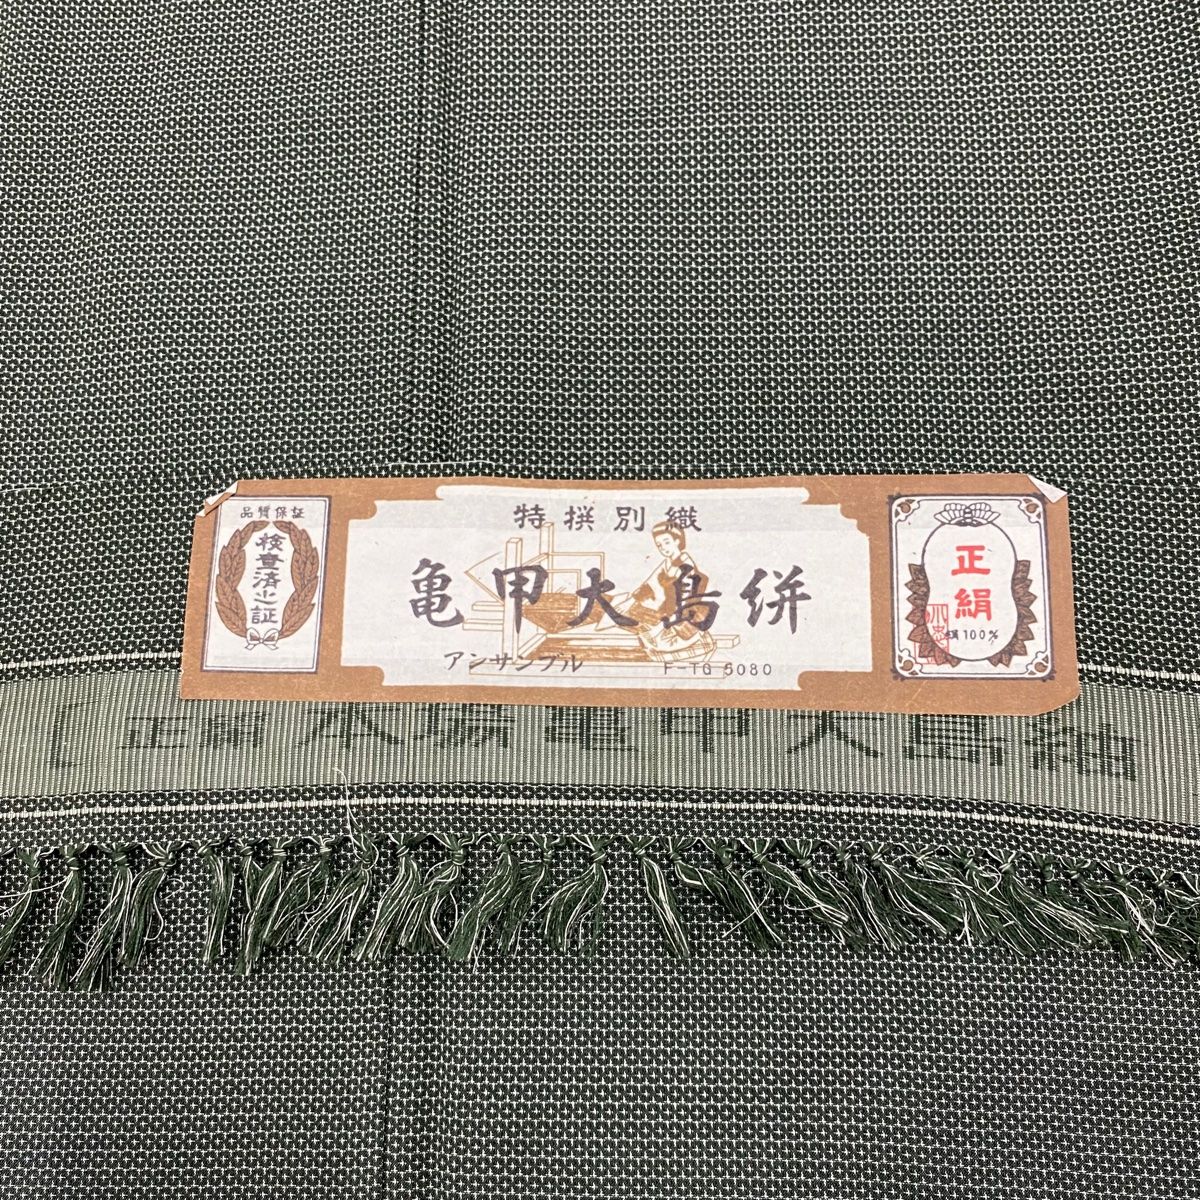 品質保証
検査済之証
特撰別織
亀甲大島絣
アンサンブル
F-TG 5080
正絹
絹100%
正絹 本場亀甲大島紬